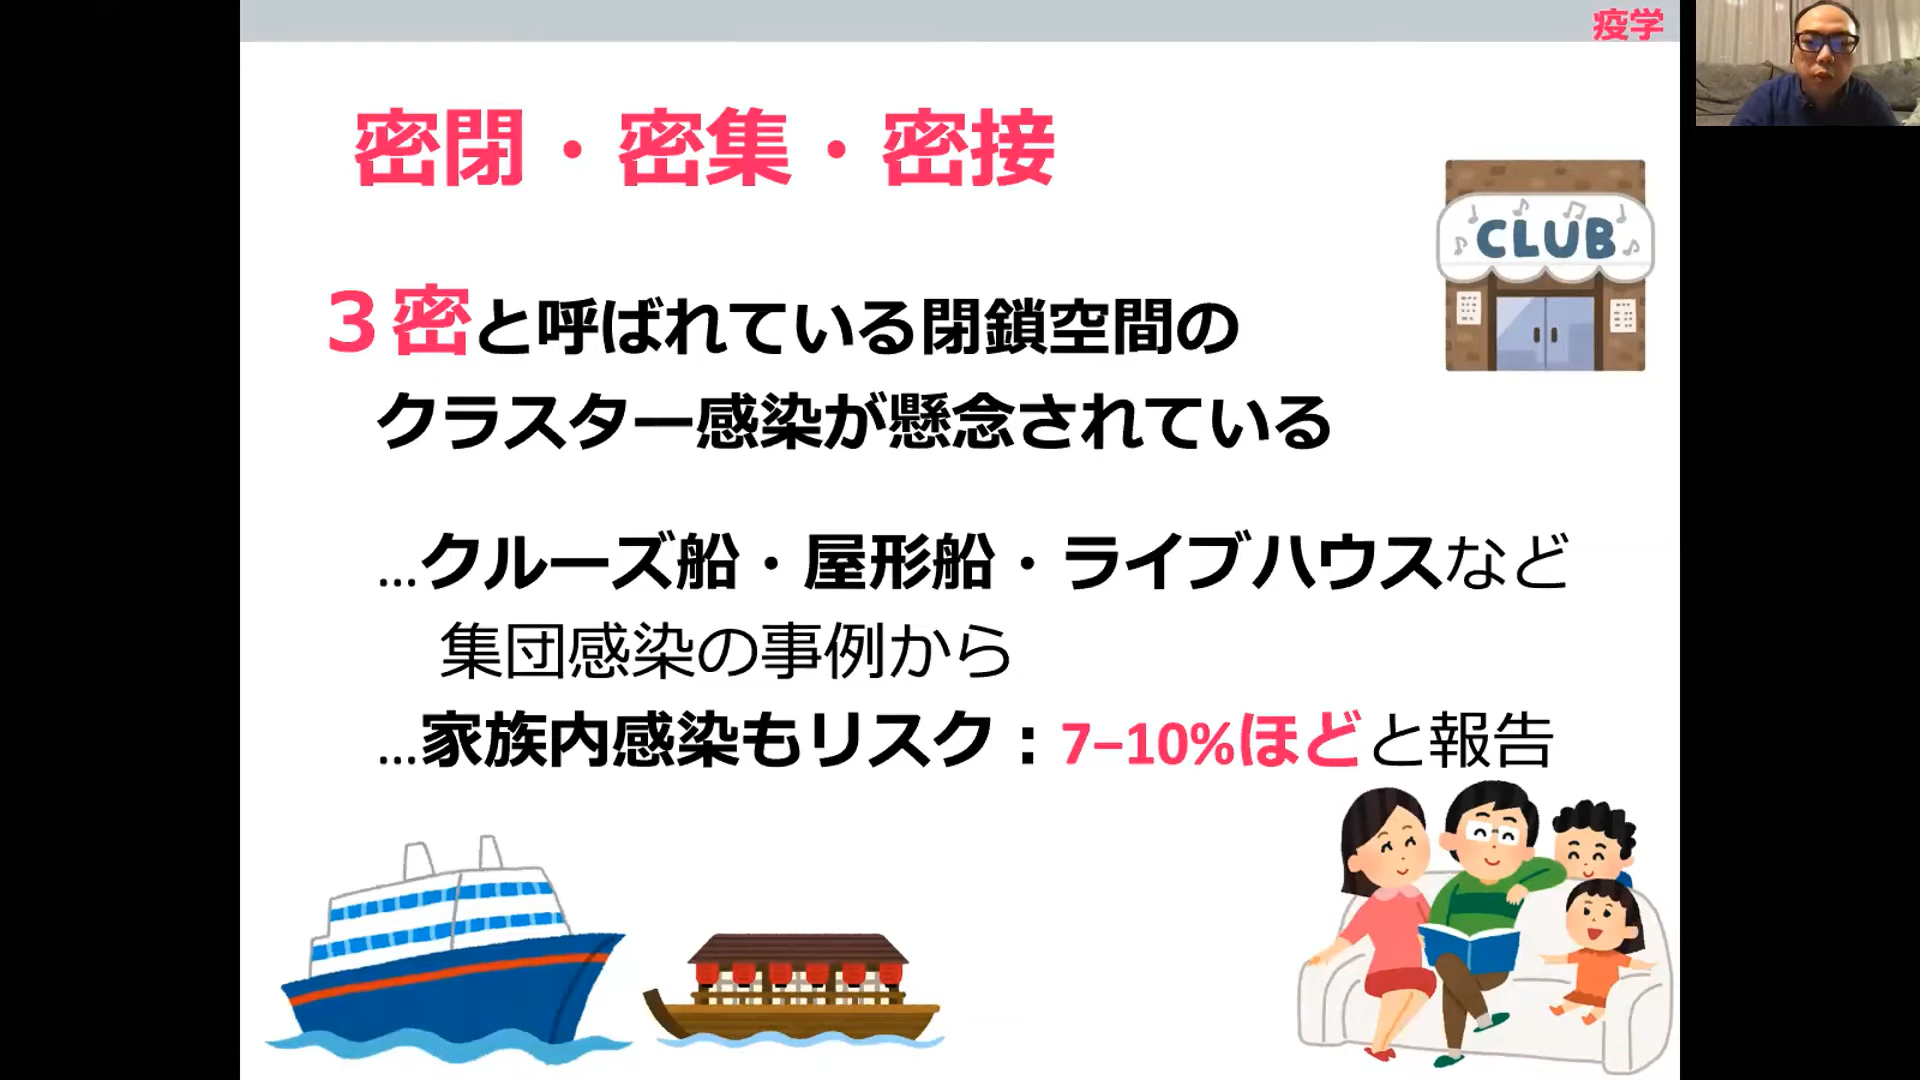 疫学
密閉・密集・密接
CLUB
３密と呼ばれている閉鎖空間の
クラスター感染が懸念されている
...クルーズ船・屋形船・ライブハウスなど
集団感染の事例から
...家族内感染もリスク：7–10%ほどと報告